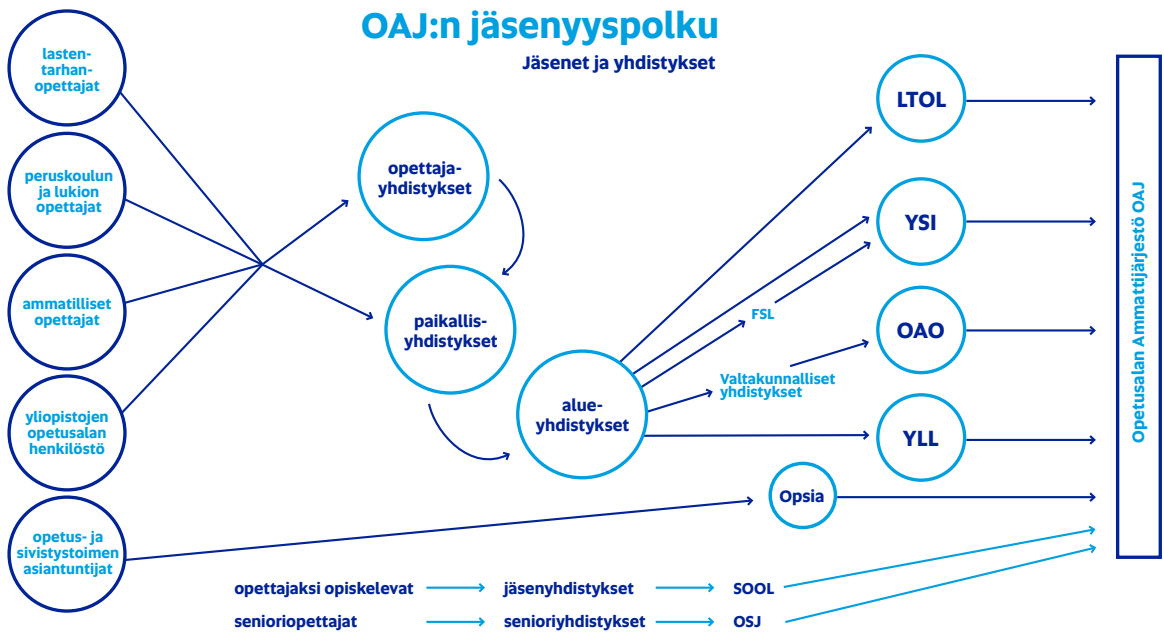 OAJ:n jäsenyyspolku
Jäsenet ja yhdistykset
lasten-
tarhan-
opettajat
peruskoulun
ja lukion
opettajat
ammatilliset
opettajat
yliopistojen
opetusalan
henkilöstö
opetus- ja
sivistystoimen
asiantuntijat
opettaja-
yhdistykset
paikallis-
yhdistykset
alue-
yhdistykset
FSL
Valtakunnalliset
yhdistykset
LTOL
YSI
OAO
YLL
Opsia
Opetusalan Ammattijärjestö OAJ
opettajaksi opiskelevat
jäsenyhdistykset
SOOL
senioriopettajat
senioriyhdistykset
OSJ